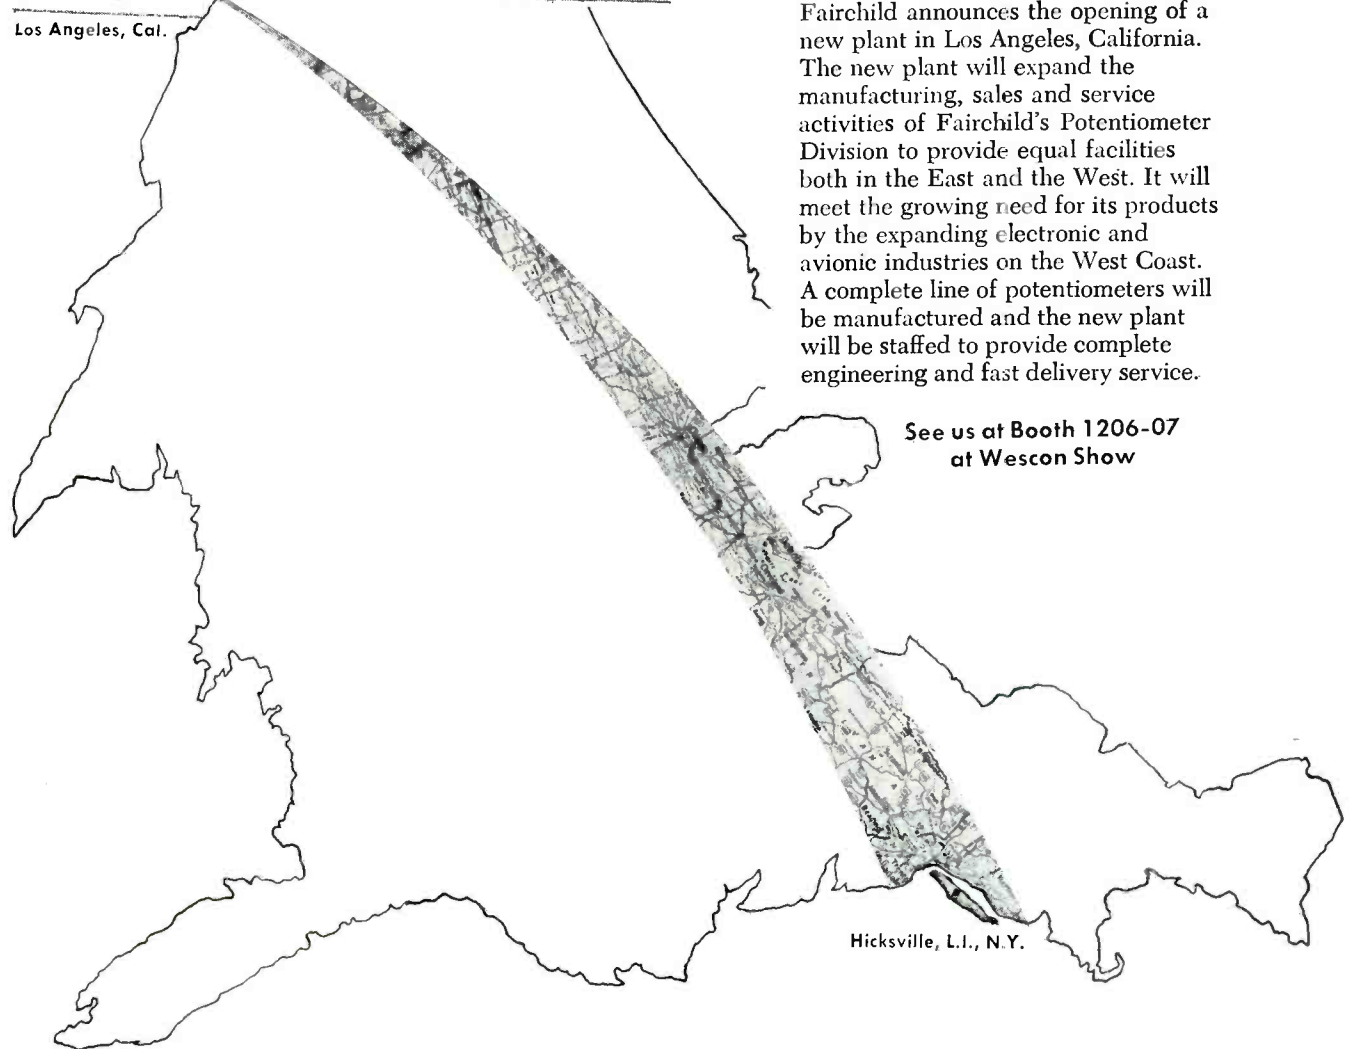 Los Angeles, Cal.
Fairchild announces the opening of a
new plant in Los Angeles, California.
The new plant will expand the
manufacturing, sales and service
activities of Fairchild's Potentiometer
Division to provide equal facilities
both in the East and the West. It will
meet the growing need for its products
by the expanding electronic and
avionic industries on the West Coast.
A complete line of potentiometers will
be manufactured and the new plant
will be staffed to provide complete
engineering and fast delivery service.
See us at Booth 1206-07
at Wescon Show
Hicksville, L.I., N.Y.